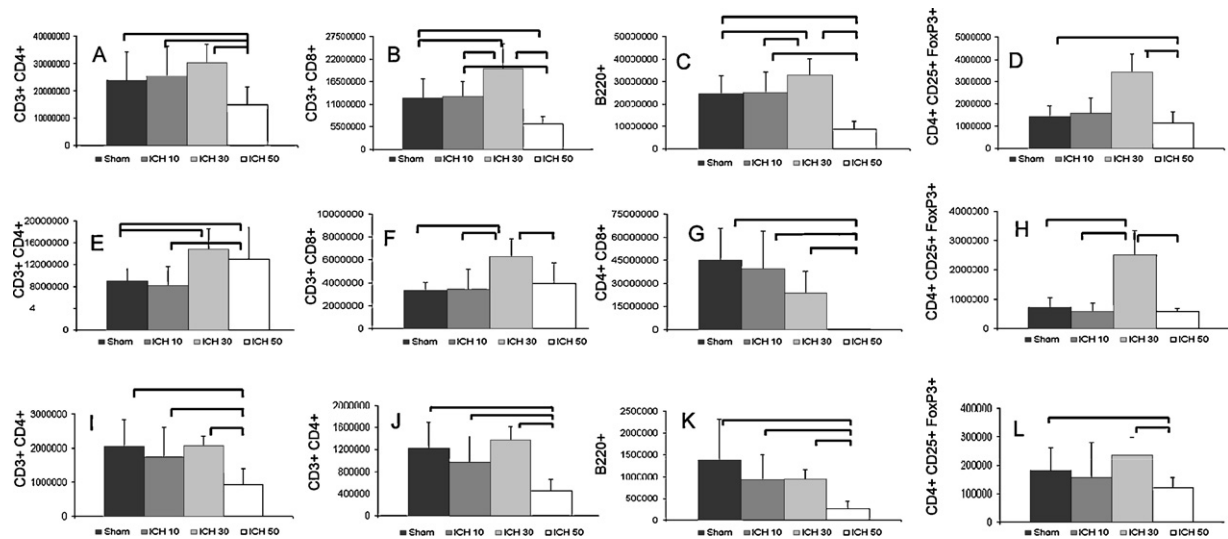 A
CD3+ CD4+
40000000
30000000
20000000
10000000
0
Sham ICH 10 ICH 30 ICH 50
B
CD3+ CD8+
27500000
22000000
16500000
11000000
5500000
0
Sham ICH 10 ICH 30 ICH 50
C
B220+
50000000
40000000
30000000
20000000
10000000
0
Sham ICH 10 ICH 30 ICH 50
D
CD4+ CD25+ FoxP3+
5000000
4000000
3000000
2000000
1000000
0
Sham ICH 10 ICH 30 ICH 50
E
CD3+ CD4+
20000000
16000000
12000000
8000000
4
0
Sham ICH 10 ICH 30 ICH 50
F
CD3+ CD8+
10000000
8000000
6000000
4000000
2000000
0
Sham ICH 10 ICH 30 ICH 50
G
CD4+ CD8+
75000000
60000000
45000000
30000000
15000000
0
Sham ICH 10 ICH 30 ICH 50
H
CD4+ CD25+ FoxP3+
4000000
3000000
2000000
1000000
0
Sham ICH 10 ICH 30 ICH 50
I
CD3+ CD4+
3000000
2000000
1000000
0
Sham ICH 10 ICH 30 ICH 50
J
CD3+ CD4+
2000000
1600000
1200000
800000
400000
0
Sham ICH 10 ICH 30 ICH 50
K
B220+
2500000
2000000
1500000
1000000
500000
0
Sham ICH 10 ICH 30 ICH 50
L
CD4+ CD25+ FoxP3+
400000
300000
200000
100000
0
Sham ICH 10 ICH 30 ICH 50